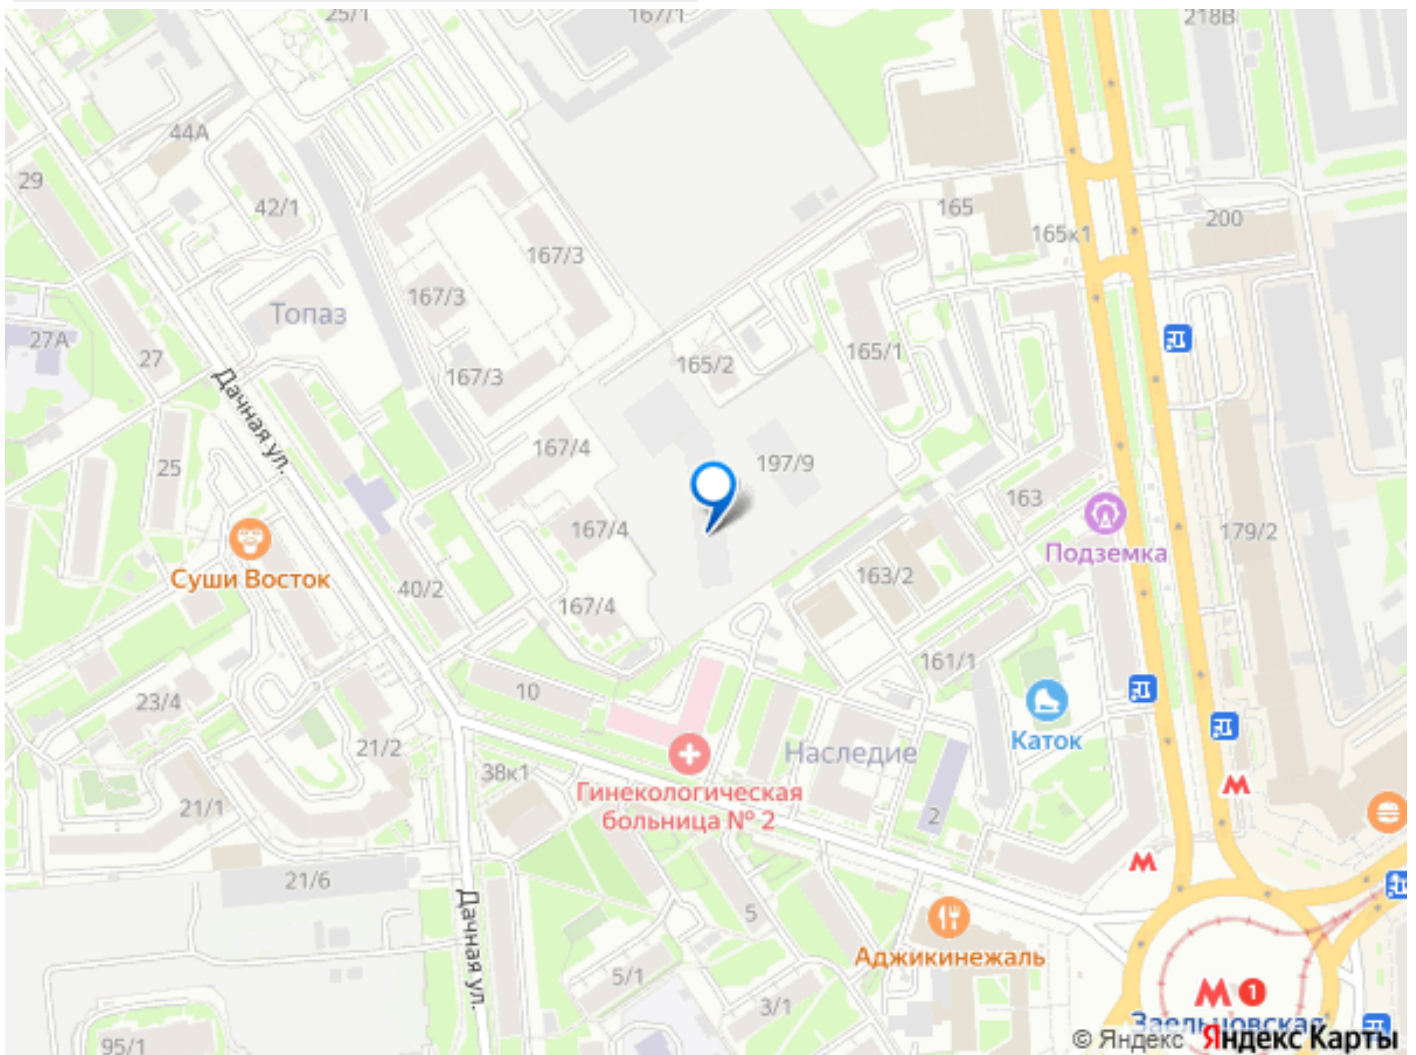 25/1
167/1
218В
44А
29
42/1
165
200
165к1
167/3
167/3
Топаз
27А
27
165/2
165/1
167/3
Дачная ул.
167/4
25
197/9
163
167/4
179/2
Подземка
Суши Восток
40/2
163/2
167/4
161/1
10
23/4
Каток
21/2
Наследие
38к1
Гинекологическая
больница № 2
21/1
2
21/6
Дачная ул.
5
Аджикинежаль
5/1
3/1
1
Заельцовская
95/1
© Яндекс Яндекс Карты